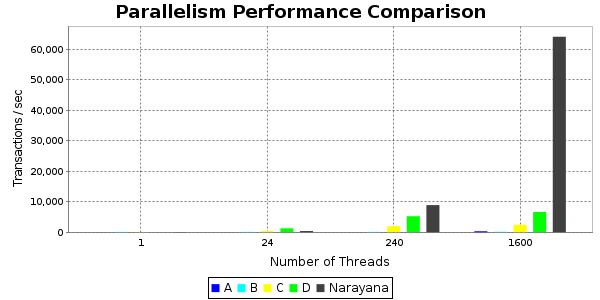 Parallelism Performance Comparison
Transactions / sec
60,000
50,000
40,000
30,000
20,000
10,000
0
1 24 240 1600
Number of Threads
A B C D Narayana